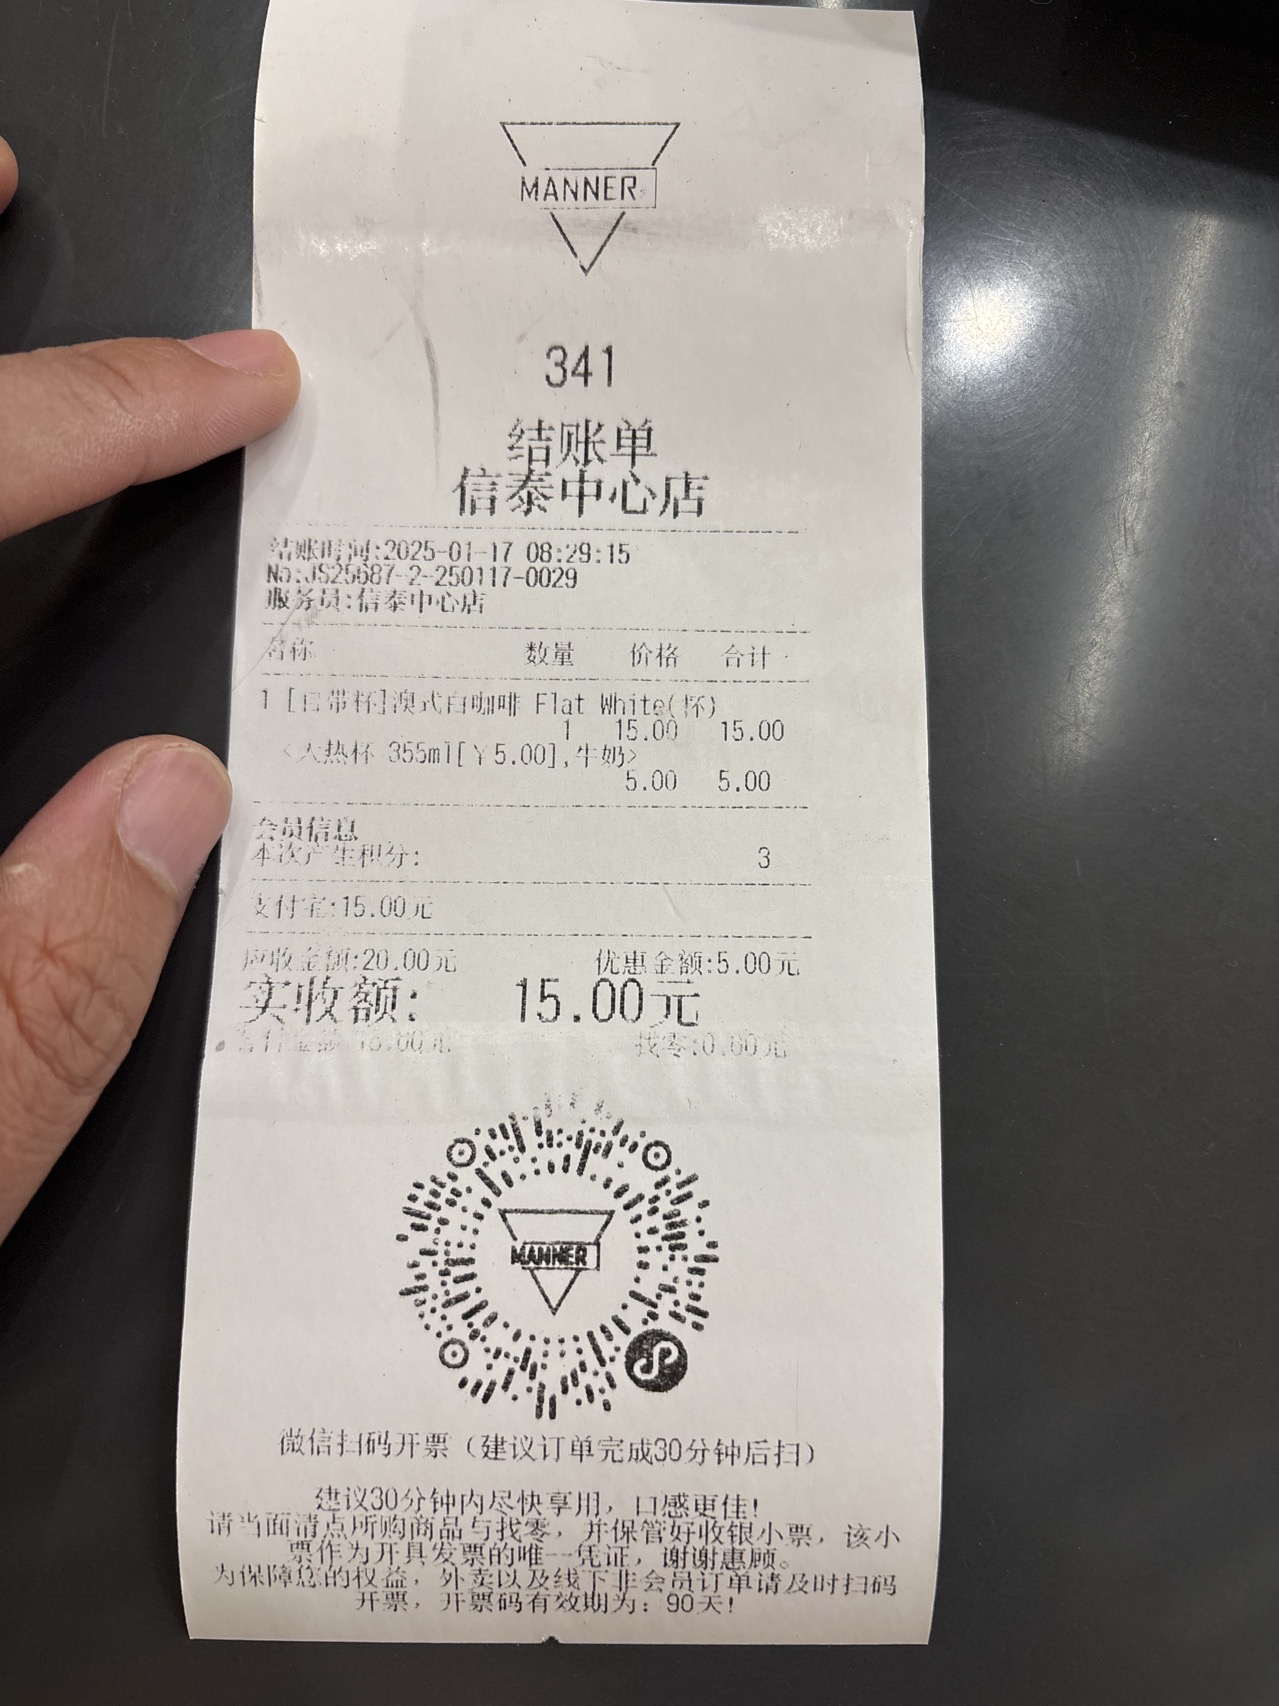 MANNER
341
结账单
信泰中心店
结账时间:2025-01-17 08:29:15
No:JS25687-2-250117-0029
服务员:信泰中心店
名称 数量 价格 合计
1 [自带杯]澳式白咖啡 Flat White(杯)
1 15.00 15.00
<大热杯 355ml[￥5.00],牛奶>
5.00 5.00
会员信息
本次产生积分: 3
支付宝:15.00元
应收金额:20.00元 优惠金额:5.00元
实收额: 15.00元
找零:0.00元
MANNER
微信扫码开票（建议订单完成30分钟后扫）
建议30分钟内尽快享用，口感更佳!
请当面清点所购商品与找零，并保管好收银小票，该小
票作为开具发票的唯一凭证，谢谢惠顾。
为保障您的权益，外卖以及线下非会员订单请及时扫码
开票，开票码有效期为：90天!